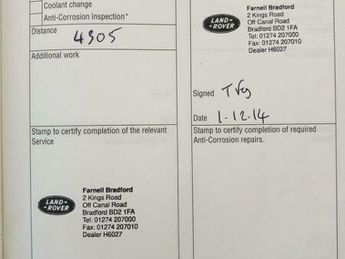 Coolant change
Anti-Corrosion inspection*
Distance
4305
Additional work
Stamp to certify completion of the relevant
Service
LAND-
ROVER
Farnell Bradford
2 Kings Road
Off Canal Road
Bradford BD2 1FA
Tel: 01274 207000
Fax: 01274 207010
Dealer H6027
LAND-
ROVER
Farnell Bradford
2 Kings Road
Off Canal Road
Bradford BD2 1FA
Tel: 01274 207000
Fax: 01274 207010
Dealer H6027
Signed
Date 1-12-14
Stamp to certify completion of required
Anti-Corrosion repairs.